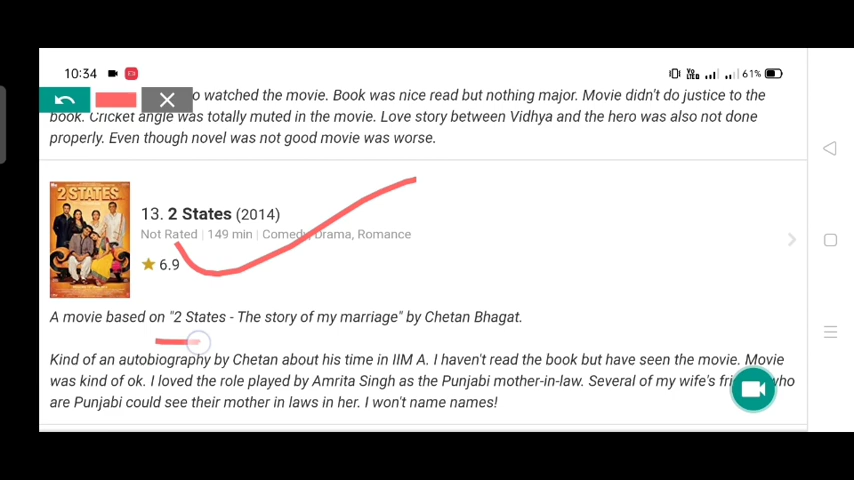 10:34
61%
o watched the movie. Book was nice read but nothing major. Movie didn't do justice to the
book. Cricket angle was totally muted in the movie. Love story between Vidhya and the hero was also not done
properly. Even though novel was not good movie was worse.
2 STATES
13. 2 States (2014)
Not Rated | 149 min | Comedy, Drama, Romance
6.9
A movie based on "2 States - The story of my marriage" by Chetan Bhagat.
Kind of an autobiography by Chetan about his time in IIM A. I haven't read the book but have seen the movie. Movie
was kind of ok. I loved the role played by Amrita Singh as the Punjabi mother-in-law. Several of my wife's who
are Punjabi could see their mother in laws in her. I won't name names!